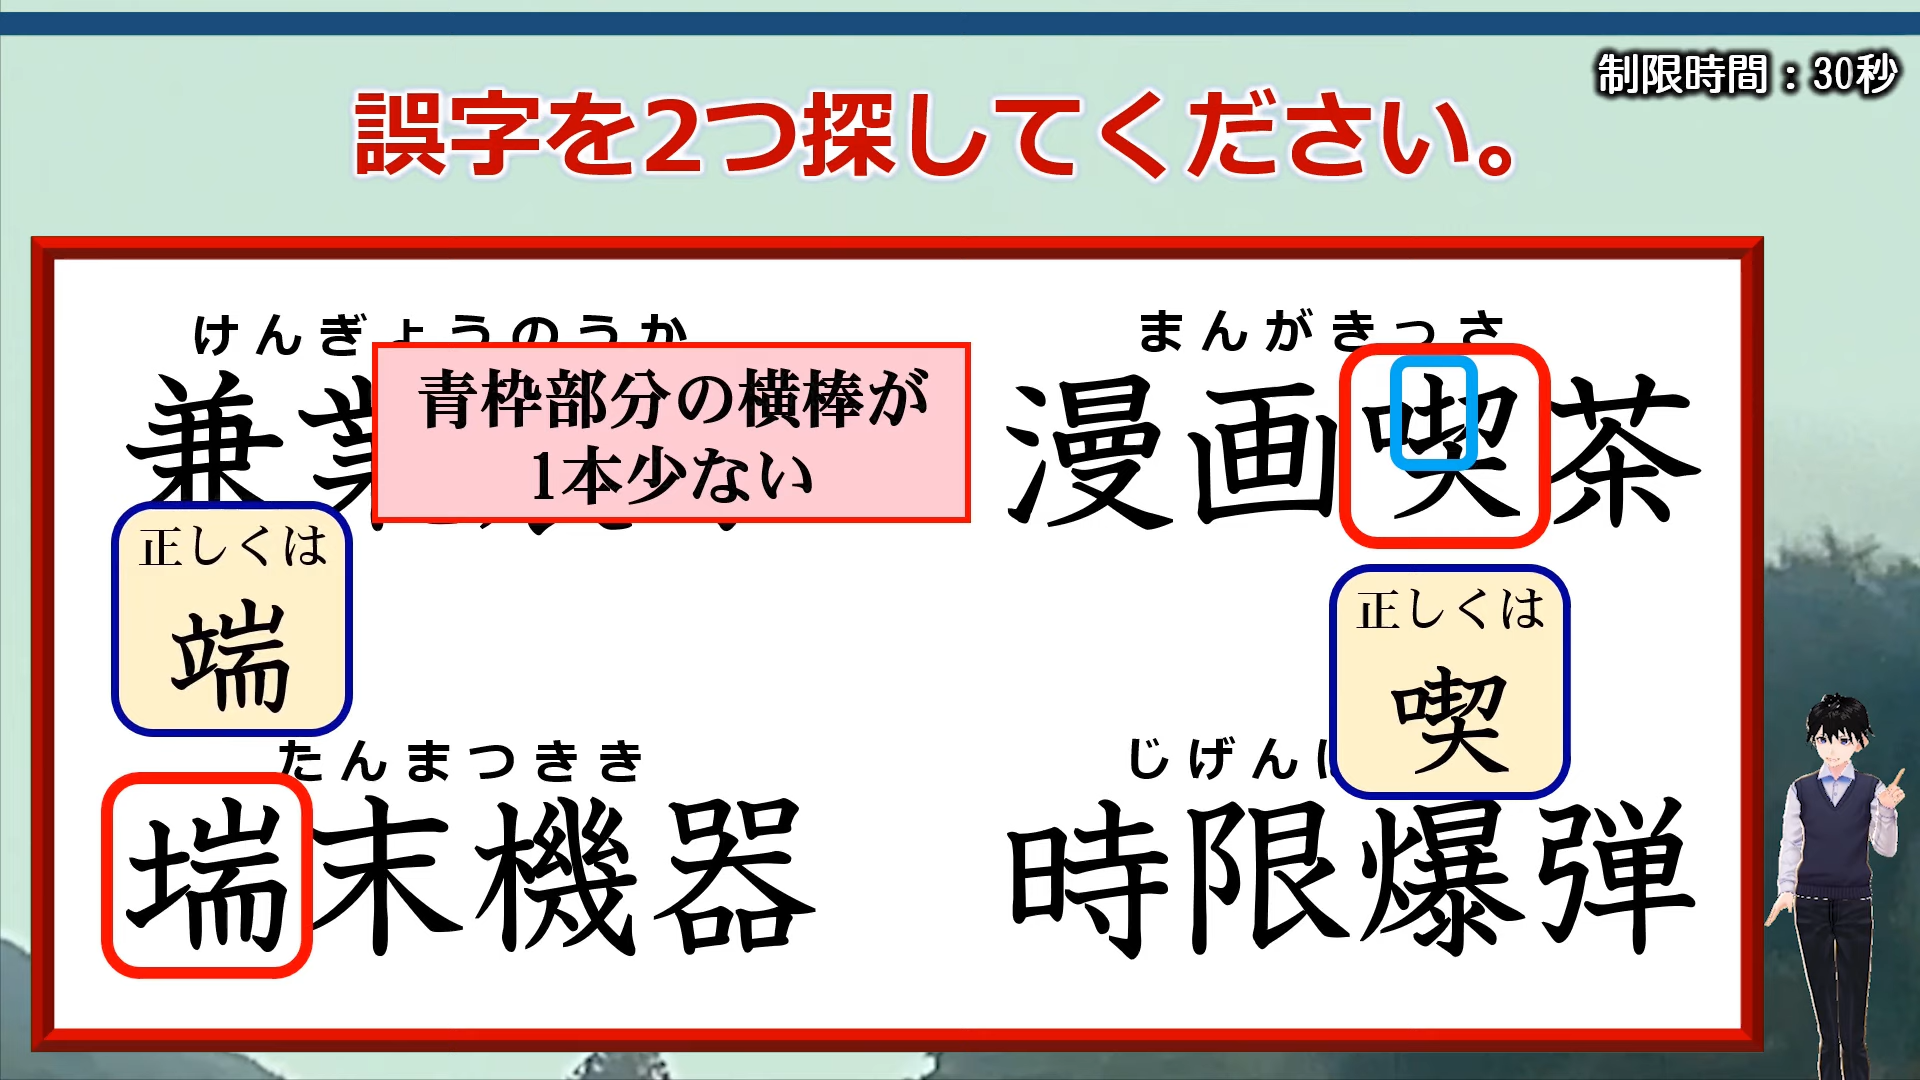 制限時間：30秒
誤字を2つ探してください。
けんぎょうのうか
まんがきっさ
兼業
青枠部分の横棒が
1本少ない
漫画喫茶
正しくは
端
正しくは
喫
たんまつきき
じげん
末機器
時限爆弾